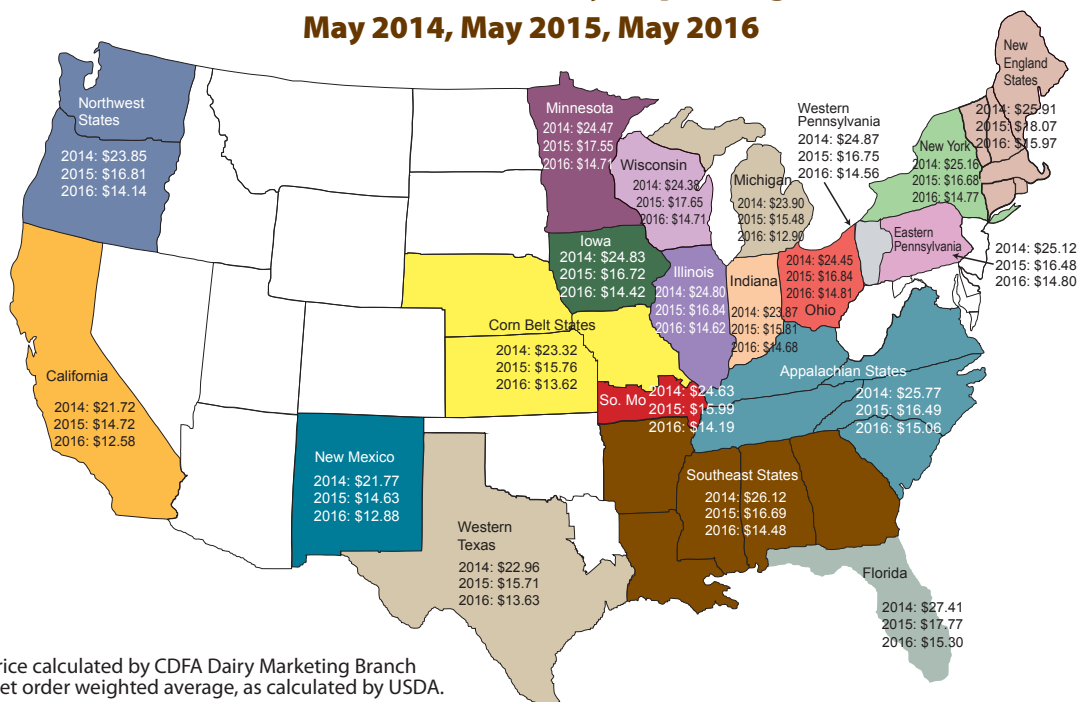 May 2014, May 2015, May 2016
Northwest
States
2014: $23.85
2015: $16.81
2016: $14.14
Minnesota
2014: $24.47
2015: $17.55
2016: $14.71
Wisconsin
2014: $24.38
2015: $17.65
2016: $14.71
Michigan
2014: $23.90
2015: $15.48
2016: $12.90
Western
Pennsylvania
2014: $24.87
2015: $16.75
2016: $14.56
New
England
States
2014: $25.91
2015: $18.07
2016: $15.97
New York
2014: $25.16
2015: $16.68
2016: $14.77
Eastern
Pennsylvania
2014: $25.12
2015: $16.48
2016: $14.80
Iowa
2014: $24.83
2015: $16.72
2016: $14.42
Illinois
2014: $24.80
2015: $16.84
2016: $14.62
Indiana
2014: $23.87
2015: $15.81
2016: $14.68
2014: $24.45
2015: $16.84
2016: $14.81
Ohio
Corn Belt States
2014: $23.32
2015: $15.76
2016: $13.62
California
2014: $21.72
2015: $14.72
2016: $12.58
So. Mo
2014: $24.63
2015: $15.99
2016: $14.19
Appalachian States
2014: $25.77
2015: $16.49
2016: $15.06
New Mexico
2014: $21.77
2015: $14.63
2016: $12.88
Southeast States
2014: $26.12
2015: $16.69
2016: $14.48
Western
Texas
2014: $22.96
2015: $15.71
2016: $13.63
Florida
2014: $27.41
2015: $17.77
2016: $15.30
rice calculated by CDFA Dairy Marketing Branch
et order weighted average, as calculated by USDA.